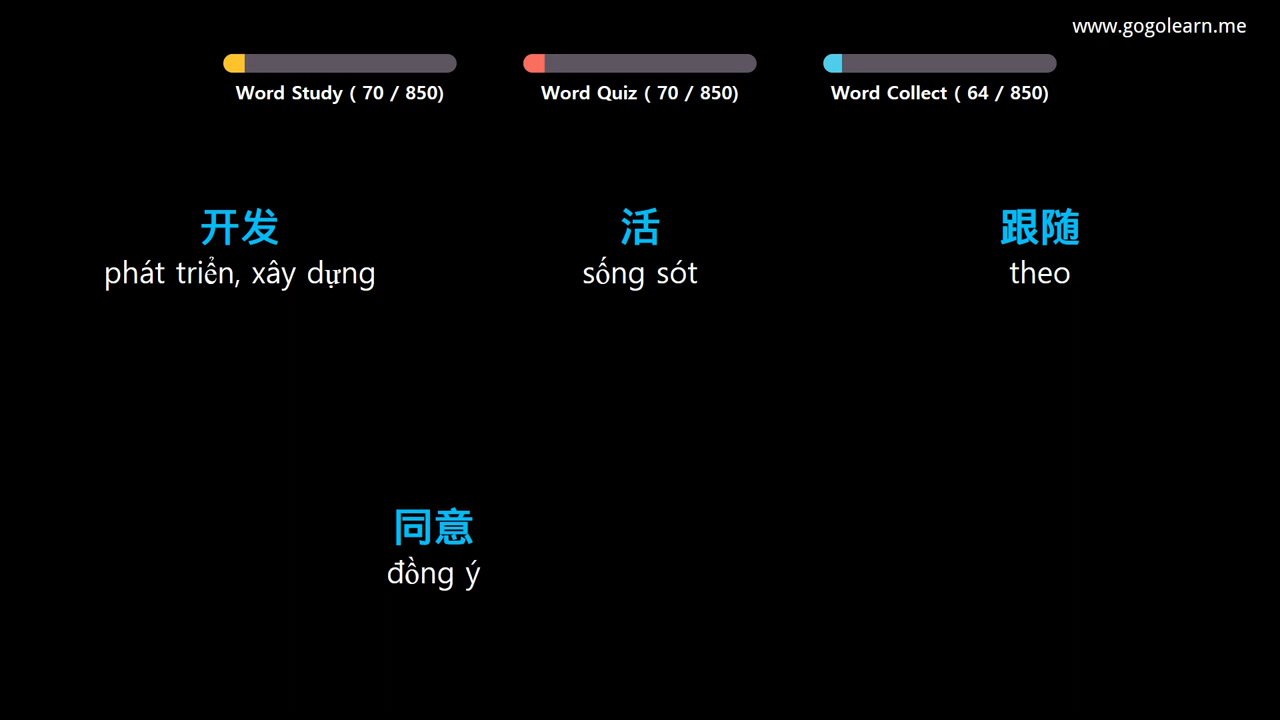 www.gogolearn.me
Word Study ( 70 / 850)
Word Quiz ( 70 / 850)
Word Collect ( 64 / 850)
开发
phát triển, xây dựng
活
sống sót
跟随
theo
同意
đồng ý